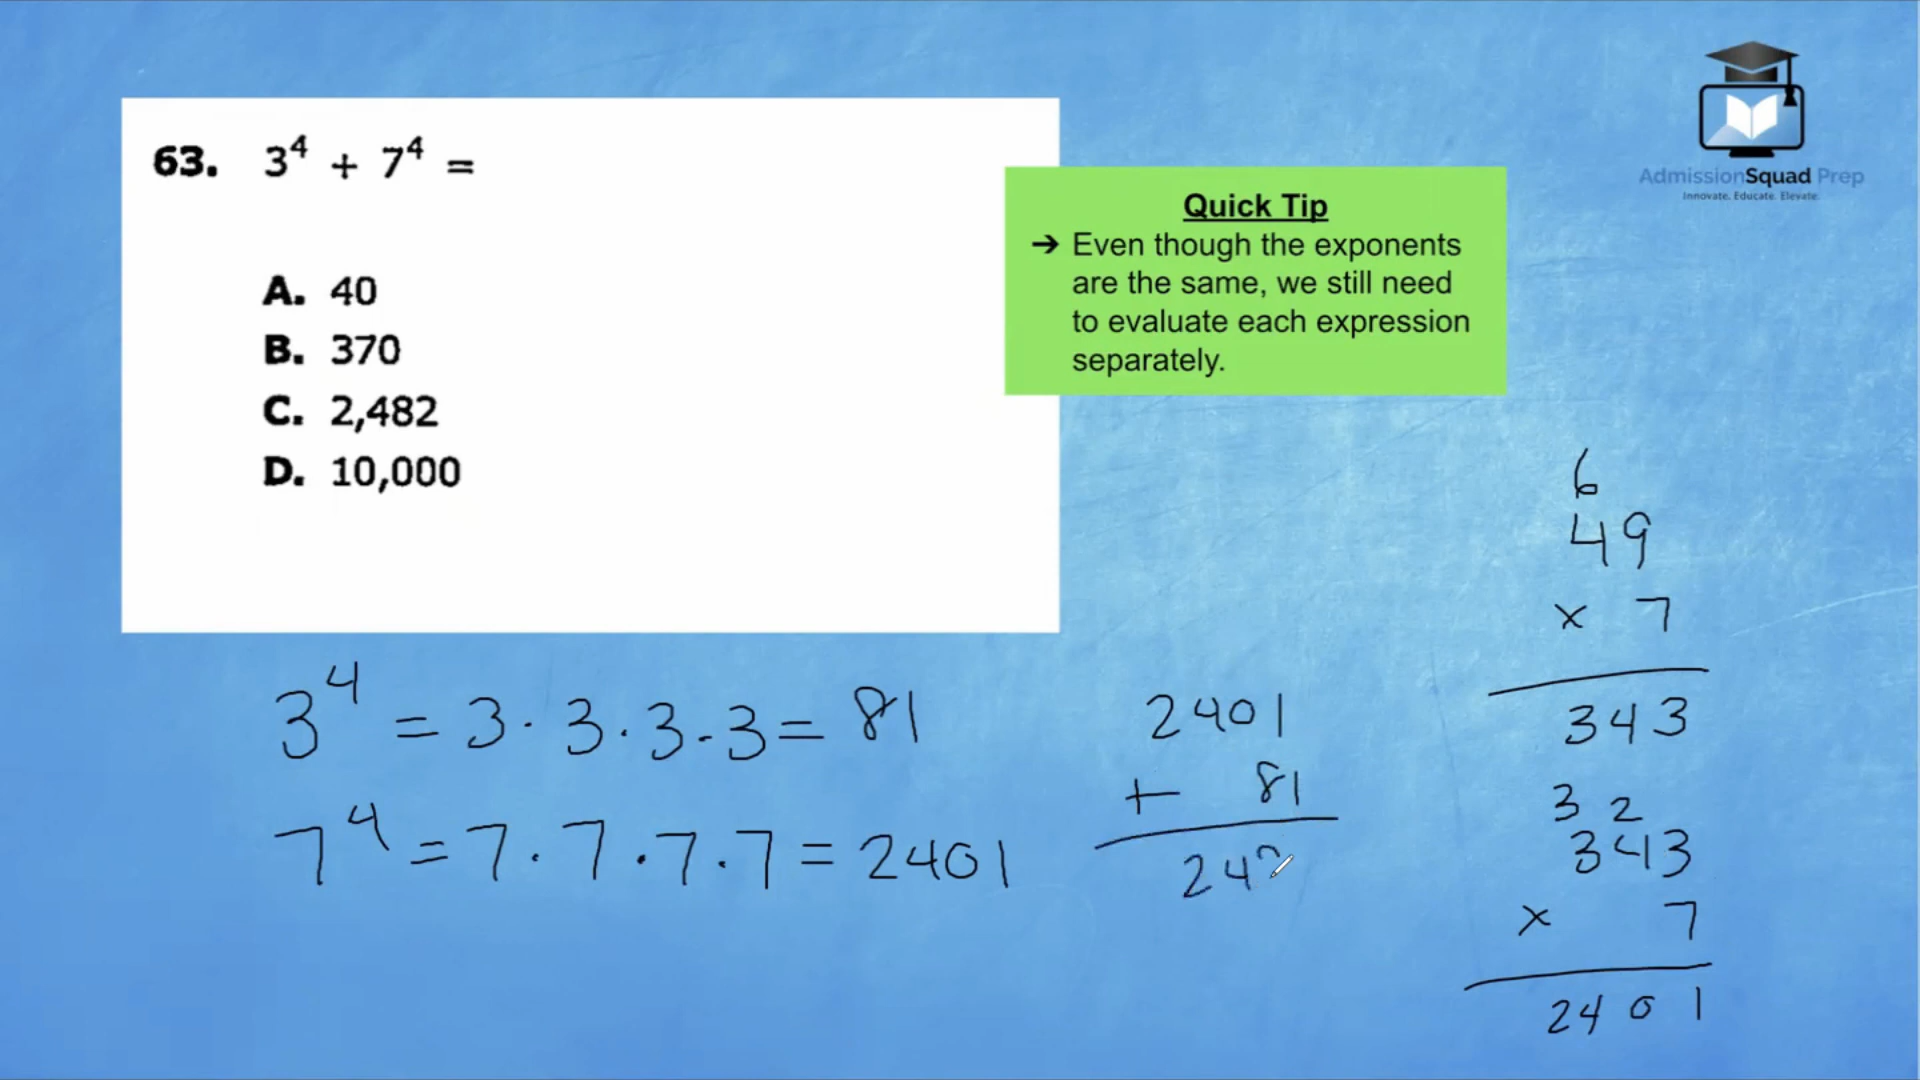 63. 3⁴ + 7⁴ =
A. 40
B. 370
C. 2,482
D. 10,000
Quick Tip
➔ Even though the exponents
are the same, we still need
to evaluate each expression
separately.
AdmissionSquad Prep
Innovate. Educate. Elevate.
3⁴ = 3 · 3 · 3 · 3 = 81
7⁴ = 7 · 7 · 7 · 7 = 2401
2401
+ 81
24
6
49
x 7
343
3 2
343
x 7
2401